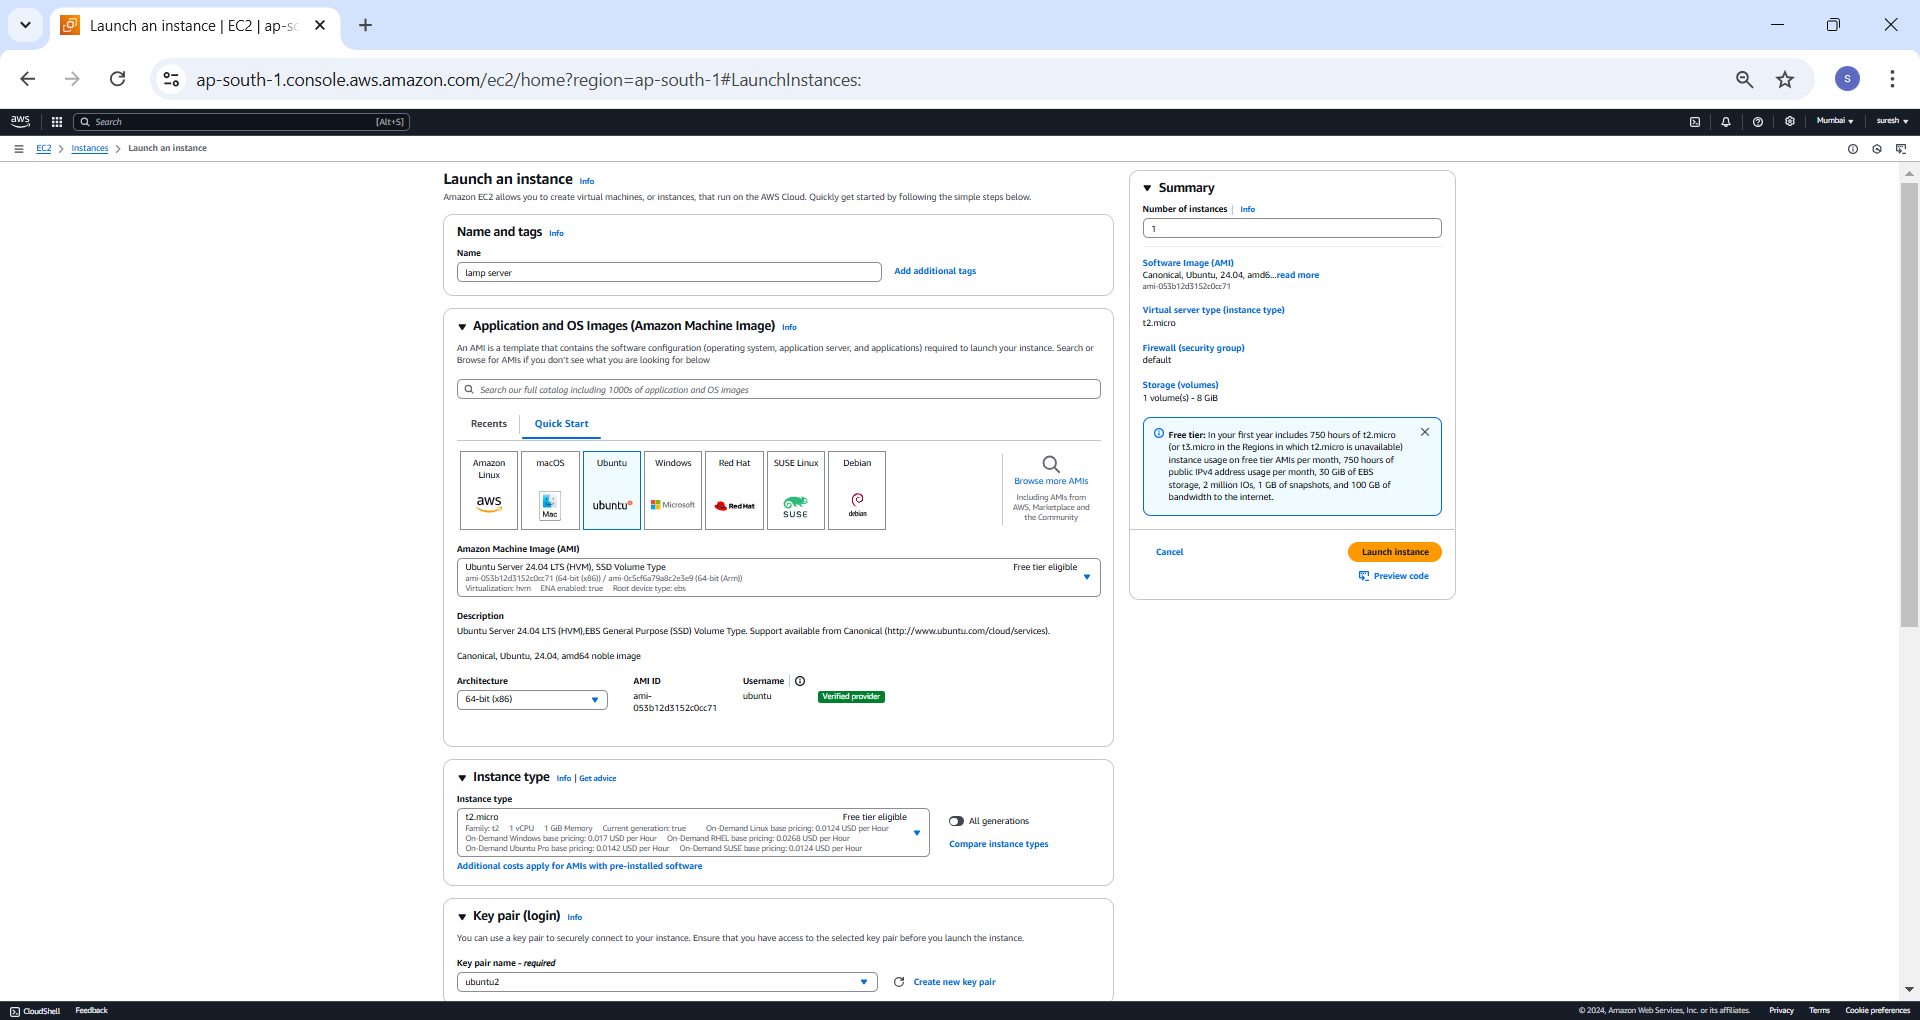 Launch an instance | EC2 | ap-sc
ap-south-1.console.aws.amazon.com/ec2/home?region=ap-south-1#LaunchInstances:
S
aws
Search
[Alt+S]
Mumbai
suresh
EC2
Instances
Launch an instance
Launch an instance Info
Amazon EC2 allows you to create virtual machines, or instances, that run on the AWS Cloud. Quickly get started by following the simple steps below.
Name and tags Info
Name
lamp server
Add additional tags
Application and OS Images (Amazon Machine Image) Info
An AMI is a template that contains the software configuration (operating system, application server, and applications) required to launch your instance. Search or
Browse for AMIs if you don't see what you are looking for below
Search our full catalog including 1000s of application and OS images
Recents
Quick Start
Amazon
Linux
aws
macOS
Mac
Ubuntu
ubuntu
Windows
Microsoft
Red Hat
Red Hat
SUSE Linux
SUSE
Debian
debian
Browse more AMIs
Including AMIs from
AWS, Marketplace and
the Community
Amazon Machine Image (AMI)
Ubuntu Server 24.04 LTS (HVM), SSD Volume Type
Free tier eligible
ami-053b12d3152c0cc71 (64-bit (x86)) / ami-0c5cf6a79a8c2e3e9 (64-bit (Arm))
Virtualization: hvm ENA enabled: true Root device type: ebs
Description
Ubuntu Server 24.04 LTS (HVM),EBS General Purpose (SSD) Volume Type. Support available from Canonical (http://www.ubuntu.com/cloud/services).
Canonical, Ubuntu, 24.04, amd64 noble image
Architecture
64-bit (x86)
AMI ID
ami-
053b12d3152c0cc71
Username
ubuntu
Verified provider
Instance type Info | Get advice
Instance type
t2.micro
Free tier eligible
Family: t2 1 vCPU 1 GiB Memory Current generation: true On-Demand Linux base pricing: 0.0124 USD per Hour
On-Demand Windows base pricing: 0.017 USD per Hour On-Demand RHEL base pricing: 0.0268 USD per Hour
On-Demand Ubuntu Pro base pricing: 0.0142 USD per Hour On-Demand SUSE base pricing: 0.0124 USD per Hour
All generations
Compare instance types
Additional costs apply for AMIs with pre-installed software
Key pair (login) Info
You can use a key pair to securely connect to your instance. Ensure that you have access to the selected key pair before you launch the instance.
Key pair name - required
ubuntu2
Create new key pair
Summary
Number of instances Info
1
Software Image (AMI)
Canonical, Ubuntu, 24.04, amd6...read more
ami-053b12d3152c0cc71
Virtual server type (instance type)
t2.micro
Firewall (security group)
default
Storage (volumes)
1 volume(s) - 8 GiB
Free tier: In your first year includes 750 hours of t2.micro
(or t3.micro in the Regions in which t2.micro is unavailable)
instance usage on free tier AMIs per month, 750 hours of
public IPv4 address usage per month, 30 GiB of EBS
storage, 2 million IOs, 1 GB of snapshots, and 100 GB of
bandwidth to the internet.
Cancel
Launch instance
Preview code
CloudShell
Feedback
© 2024, Amazon Web Services, Inc. or its affiliates.
Privacy
Terms
Cookie preferences